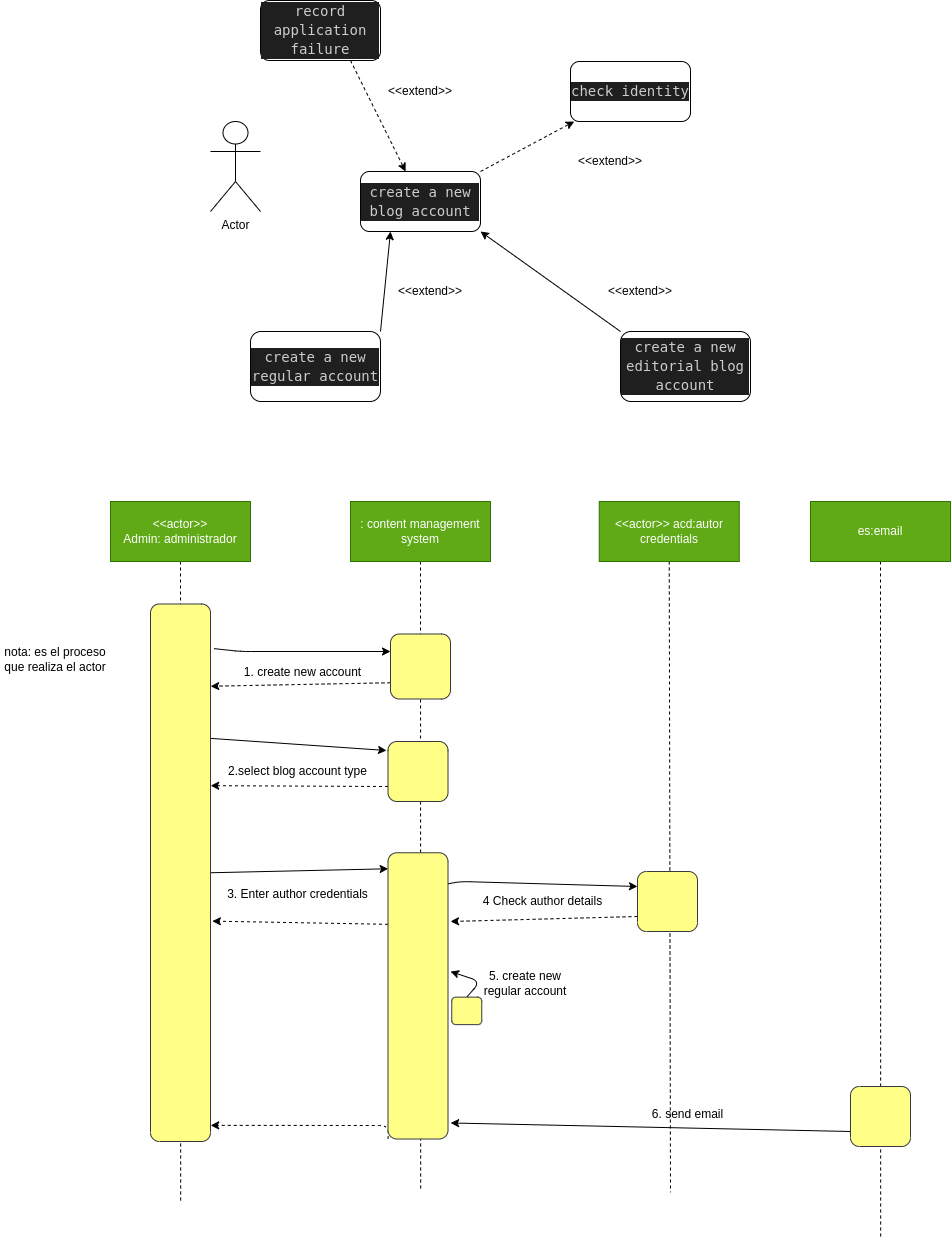 record
application
failure
<<extend>>
check identity
<<extend>>
create a new
blog account
Actor
<<extend>>
<<extend>>
create a new
regular account
create a new
editorial blog
account
<<actor>>
Admin: administrador
: content management
system
<<actor>> acd:autor
credentials
es:email
nota: es el proceso
que realiza el actor
1. create new account
2.select blog account type
3. Enter author credentials
4 Check author details
5. create new
regular account
6. send email